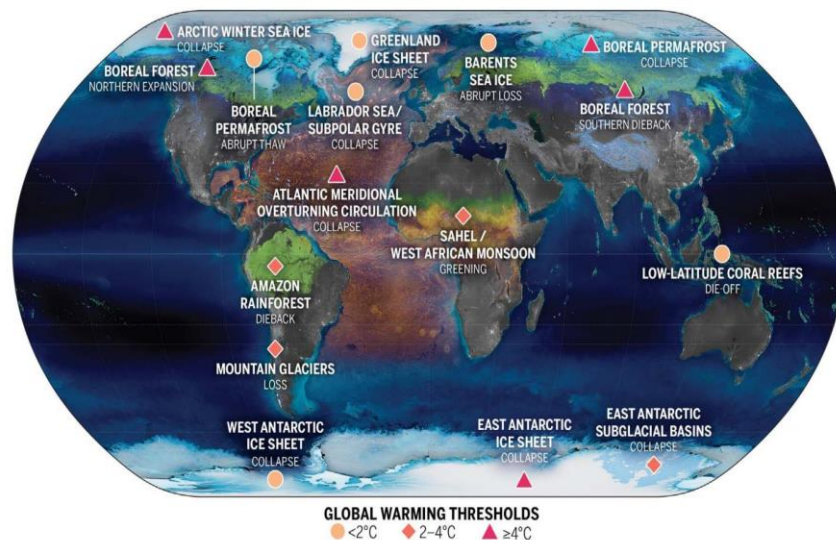 ARCTIC WINTER SEA ICE
COLLAPSE
GREENLAND
ICE SHEET
COLLAPSE
BARENTS
SEA ICE
ABRUPT LOSS
BOREAL PERMAFROST
COLLAPSE
BOREAL FOREST
NORTHERN EXPANSION
BOREAL
PERMAFROST
ABRUPT THAW
LABRADOR SEA/
SUBPOLAR GYRE
COLLAPSE
BOREAL FOREST
SOUTHERN DIEBACK
ATLANTIC MERIDIONAL
OVERTURNING CIRCULATION
COLLAPSE
SAHEL /
WEST AFRICAN MONSOON
GREENING
LOW-LATITUDE CORAL REEFS
DIE-OFF
AMAZON
RAINFOREST
DIEBACK
MOUNTAIN GLACIERS
LOSS
WEST ANTARCTIC
ICE SHEET
COLLAPSE
EAST ANTARCTIC
ICE SHEET
COLLAPSE
EAST ANTARCTIC
SUBGLACIAL BASINS
COLLAPSE
GLOBAL WARMING THRESHOLDS
<2°C 2–4°C ≥4°C